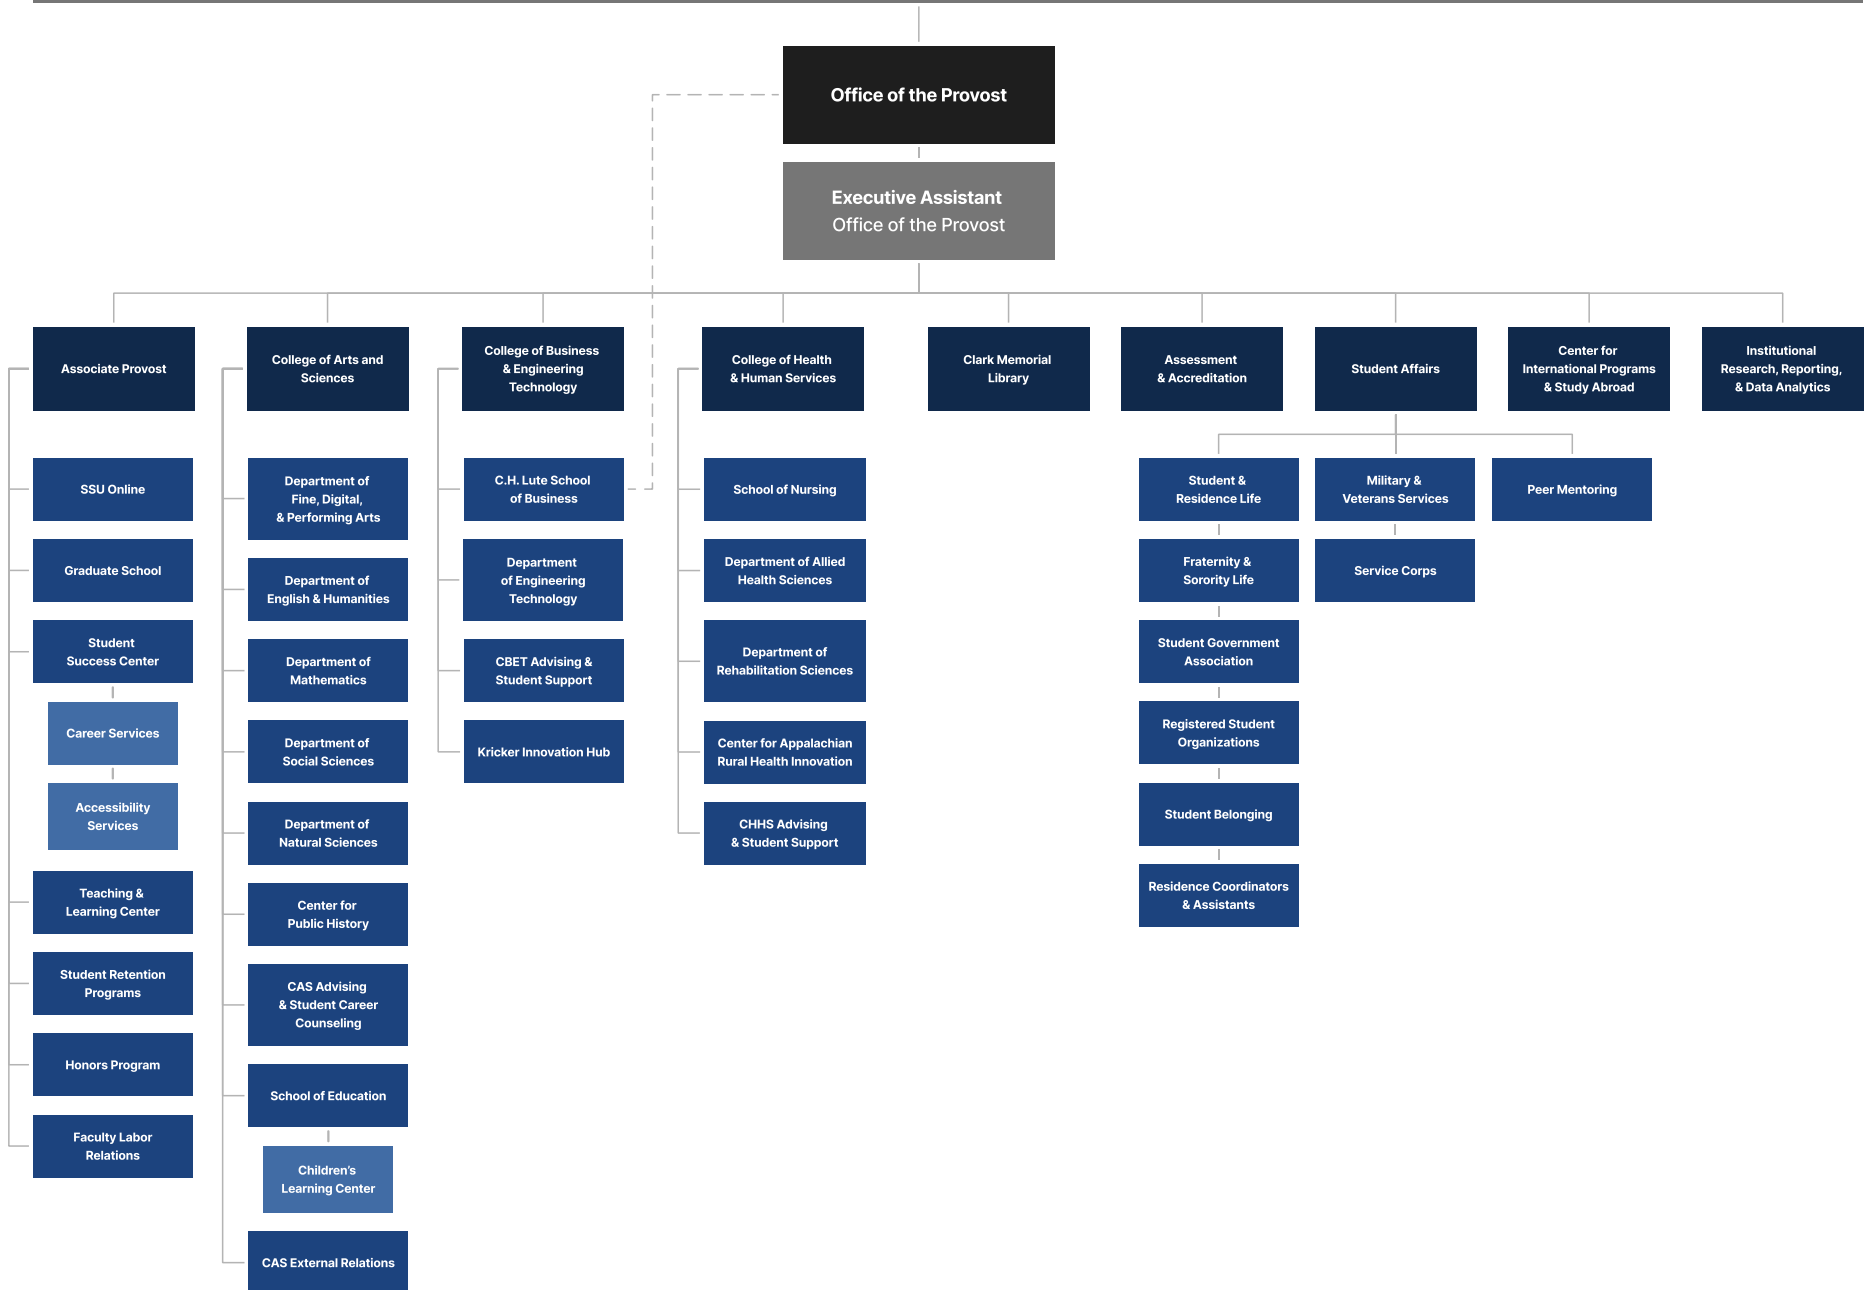 Office of the Provost
Executive Assistant
Office of the Provost
Associate Provost
College of Arts and
Sciences
College of Business
& Engineering
Technology
College of Health
& Human Services
Clark Memorial
Library
Assessment
& Accreditation
Student Affairs
Center for
International Programs
& Study Abroad
Institutional
Research, Reporting,
& Data Analytics
SSU Online
Graduate School
Student
Success Center
Career Services
Accessibility
Services
Teaching &
Learning Center
Student Retention
Programs
Honors Program
Faculty Labor
Relations
Department of
Fine, Digital,
& Performing Arts
Department of
English & Humanities
Department of
Mathematics
Department of
Social Sciences
Department of
Natural Sciences
Center for
Public History
CAS Advising
& Student Career
Counseling
School of Education
Children's
Learning Center
CAS External Relations
C.H. Lute School
of Business
Department
of Engineering
Technology
CBET Advising &
Student Support
Kricker Innovation Hub
School of Nursing
Department of Allied
Health Sciences
Department of
Rehabilitation Sciences
Center for Appalachian
Rural Health Innovation
CHHS Advising
& Student Support
Student &
Residence Life
Fraternity &
Sorority Life
Student Government
Association
Registered Student
Organizations
Student Belonging
Residence Coordinators
& Assistants
Military &
Veterans Services
Service Corps
Peer Mentoring